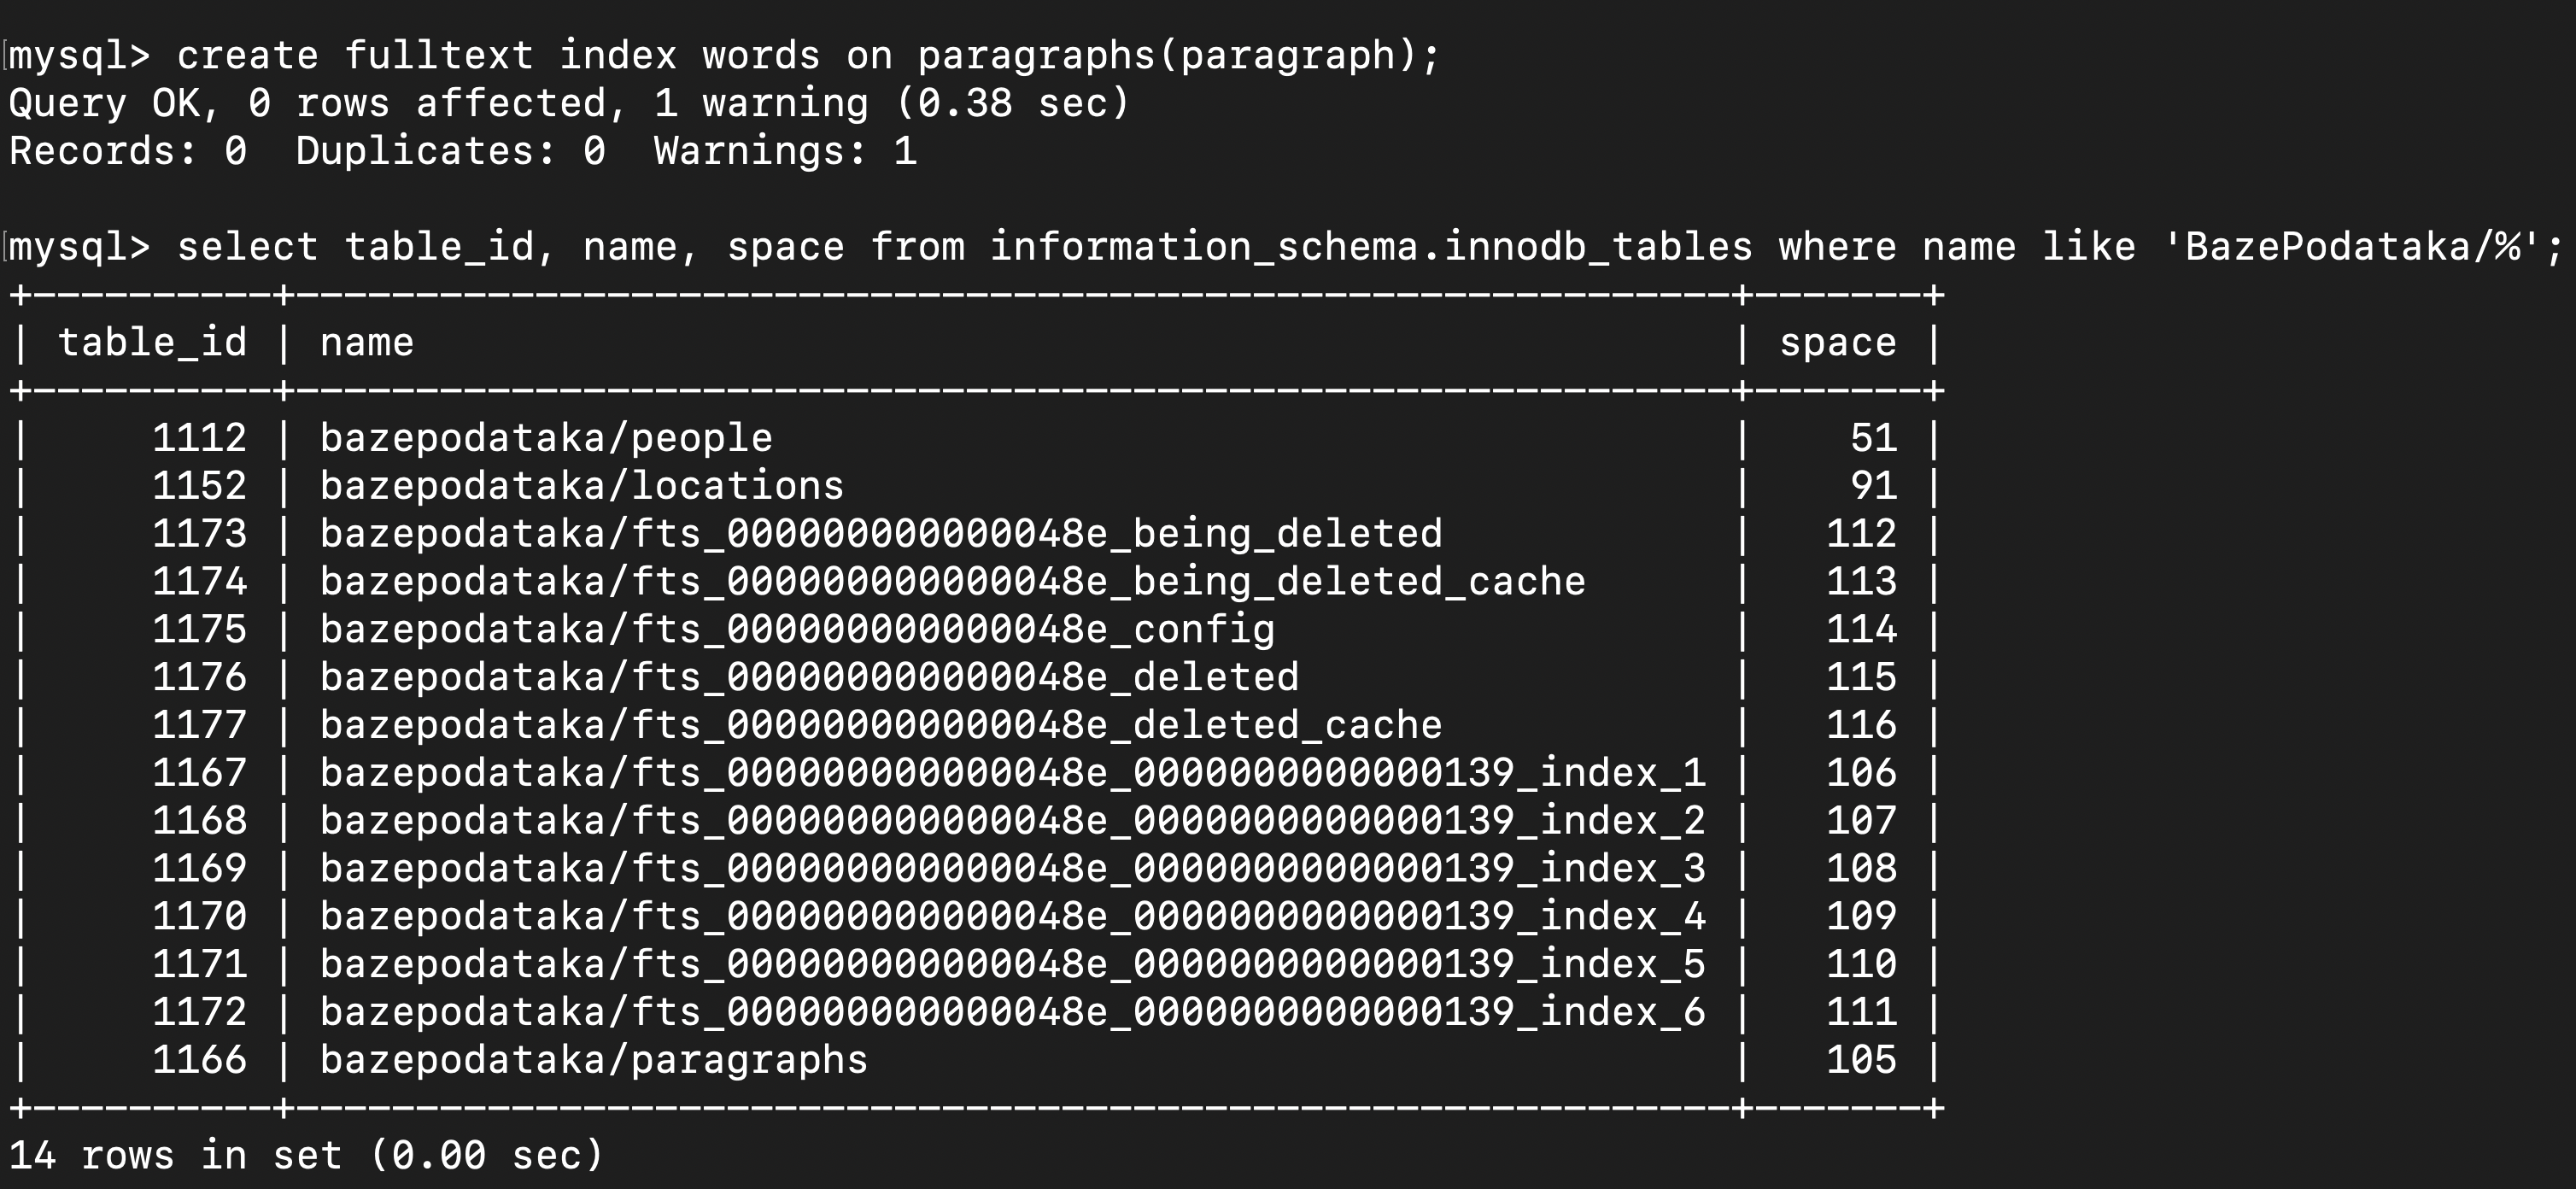 mysql> create fulltext index words on paragraphs(paragraph);
Query OK, 0 rows affected, 1 warning (0.38 sec)
Records: 0  Duplicates: 0  Warnings: 1

mysql> select table_id, name, space from information_schema.innodb_tables where name like 'BazePodataka/%';
+----------+------------------------------------------------------------+-------+
| table_id | name                                                       | space |
+----------+------------------------------------------------------------+-------+
|     1112 | bazepodataka/people                                        |    51 |
|     1152 | bazepodataka/locations                                     |    91 |
|     1173 | bazepodataka/fts_000000000000048e_being_deleted            |   112 |
|     1174 | bazepodataka/fts_000000000000048e_being_deleted_cache      |   113 |
|     1175 | bazepodataka/fts_000000000000048e_config                   |   114 |
|     1176 | bazepodataka/fts_000000000000048e_deleted                  |   115 |
|     1177 | bazepodataka/fts_000000000000048e_deleted_cache            |   116 |
|     1167 | bazepodataka/fts_000000000000048e_0000000000000139_index_1 |   106 |
|     1168 | bazepodataka/fts_000000000000048e_0000000000000139_index_2 |   107 |
|     1169 | bazepodataka/fts_000000000000048e_0000000000000139_index_3 |   108 |
|     1170 | bazepodataka/fts_000000000000048e_0000000000000139_index_4 |   109 |
|     1171 | bazepodataka/fts_000000000000048e_0000000000000139_index_5 |   110 |
|     1172 | bazepodataka/fts_000000000000048e_0000000000000139_index_6 |   111 |
|     1166 | bazepodataka/paragraphs                                    |   105 |
+----------+------------------------------------------------------------+-------+
14 rows in set (0.00 sec)